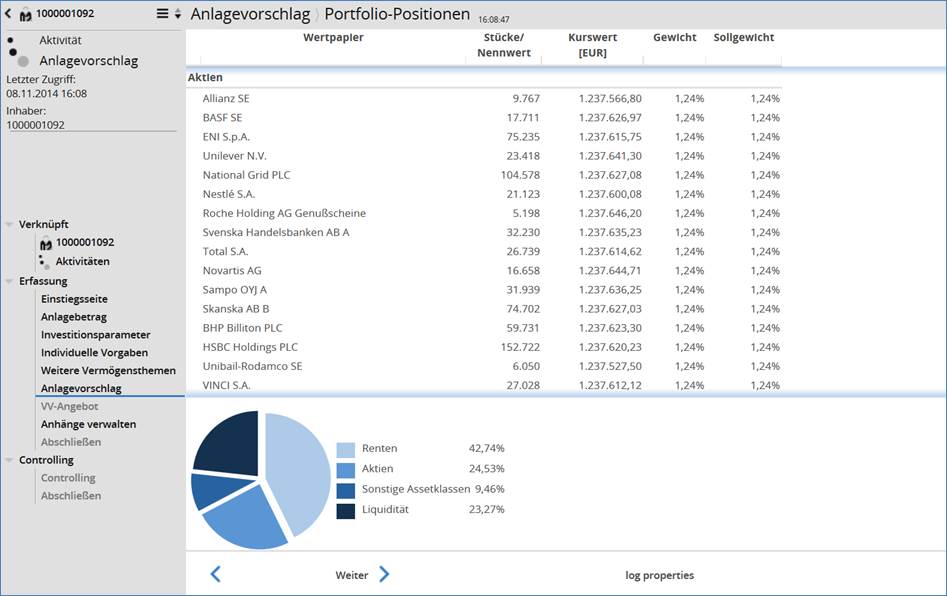 1000001092
Anlagevorschlag Portfolio-Positionen 16:08:47
Aktivität
Anlagevorschlag
Letzter Zugriff:
08.11.2014 16:08
Inhaber:
1000001092
Verknüpft
1000001092
Aktivitäten
Erfassung
Einstiegsseite
Anlagebetrag
Investitionsparameter
Individuelle Vorgaben
Weitere Vermögensthemen
Anlagevorschlag
VV-Angebot
Anhänge verwalten
Abschließen
Controlling
Controlling
Abschließen
Wertpapier Stücke/ Kurswert Gewicht Sollgewicht
Nennwert [EUR]
Aktien
Allianz SE 9.767 1.237.566,80 1,24% 1,24%
BASF SE 17.711 1.237.626,97 1,24% 1,24%
ENI S.p.A. 75.235 1.237.615,75 1,24% 1,24%
Unilever N.V. 23.418 1.237.641,30 1,24% 1,24%
National Grid PLC 104.578 1.237.627,08 1,24% 1,24%
Nestlé S.A. 21.123 1.237.600,08 1,24% 1,24%
Roche Holding AG Genußscheine 5.198 1.237.646,20 1,24% 1,24%
Svenska Handelsbanken AB A 32.230 1.237.635,23 1,24% 1,24%
Total S.A. 26.739 1.237.614,62 1,24% 1,24%
Novartis AG 16.658 1.237.644,71 1,24% 1,24%
Sampo OYJ A 31.939 1.237.636,25 1,24% 1,24%
Skanska AB B 74.702 1.237.627,03 1,24% 1,24%
BHP Billiton PLC 59.731 1.237.623,30 1,24% 1,24%
HSBC Holdings PLC 152.722 1.237.620,23 1,24% 1,24%
Unibail-Rodamco SE 6.050 1.237.527,50 1,24% 1,24%
VINCI S.A. 27.028 1.237.612,12 1,24% 1,24%
Renten 42,74%
Aktien 24,53%
Sonstige Assetklassen 9,46%
Liquidität 23,27%
Weiter log properties